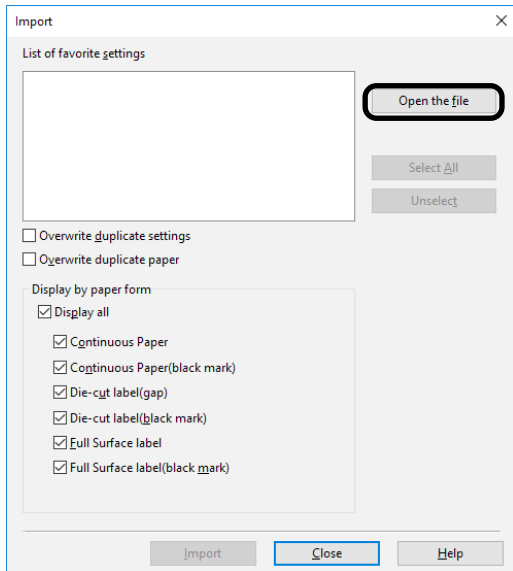 Import
List of favorite settings
Open the file
Select All
Unselect
Overwrite duplicate settings
Overwrite duplicate paper
Display by paper form
Display all
Continuous Paper
Continuous Paper(black mark)
Die-cut label(gap)
Die-cut label(black mark)
Full Surface label
Full Surface label(black mark)
Import Close Help